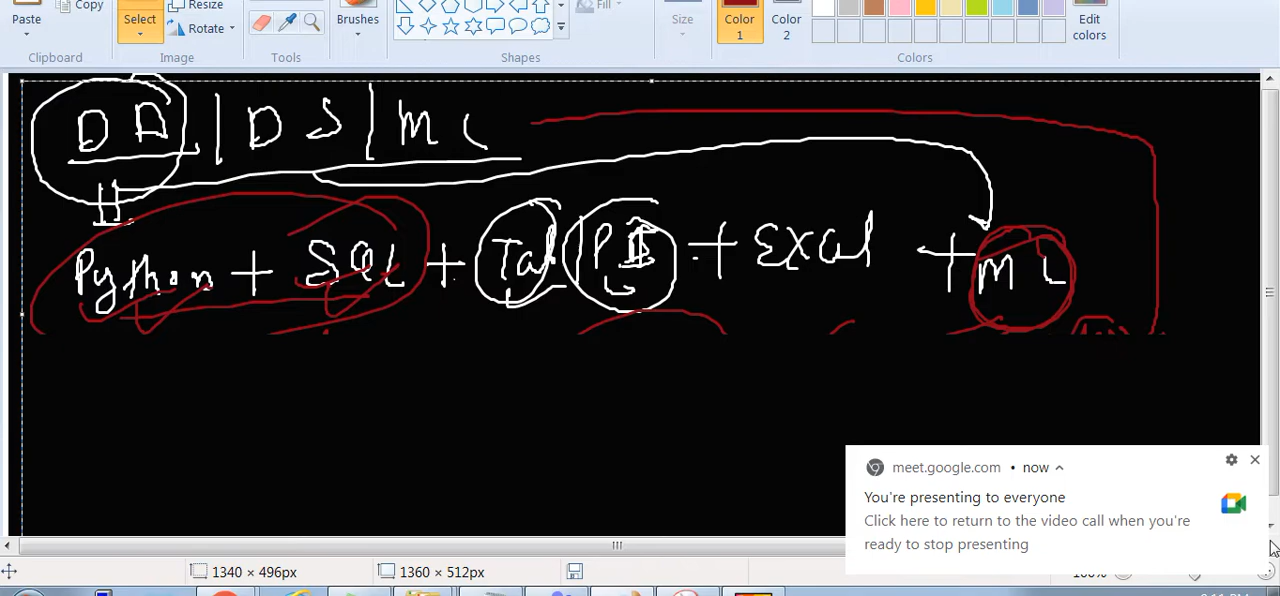 Paste
Copy
Select
Resize
Rotate
Brushes
Fill
Size
Color 1
Color 2
Edit colors
Clipboard
Image
Tools
Shapes
Colors
DA | DS | ML
Python + SQL + Tab PI + Excel + ML
meet.google.com • now
You're presenting to everyone
Click here to return to the video call when you're
ready to stop presenting
1340 × 496px
1360 × 512px